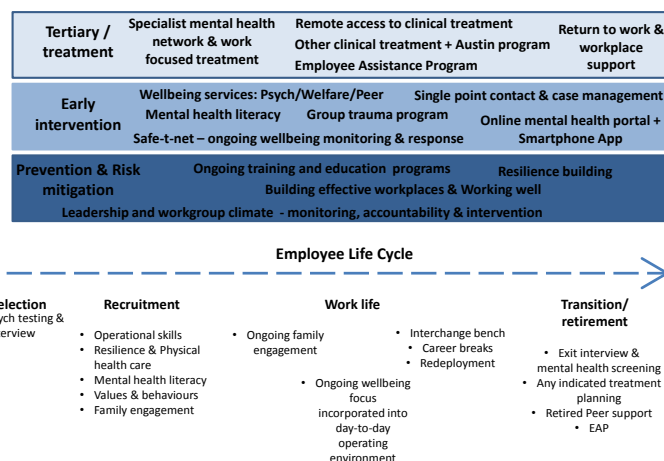 Tertiary /
treatment
Specialist mental health
network & work
focused treatment
Remote access to clinical treatment
Other clinical treatment + Austin program
Employee Assistance Program
Return to work &
workplace
support
Early
intervention
Wellbeing services: Psych/Welfare/Peer
Single point contact & case management
Mental health literacy
Group trauma program
Online mental health portal +
Smartphone App
Safe-t-net – ongoing wellbeing monitoring & response
Prevention & Risk
mitigation
Ongoing training and education programs
Resilience building
Building effective workplaces & Working well
Leadership and workgroup climate - monitoring, accountability & intervention
Employee Life Cycle
election
ych testing &
terview
Recruitment
• Operational skills
• Resilience & Physical
health care
• Mental health literacy
• Values & behaviours
• Family engagement
Work life
• Ongoing family
engagement
• Ongoing wellbeing
focus
incorporated into
day-to-day
operating
environment
• Interchange bench
• Career breaks
• Redeployment
Transition/
retirement
• Exit interview &
mental health screening
• Any indicated treatment
planning
• Retired Peer support
• EAP